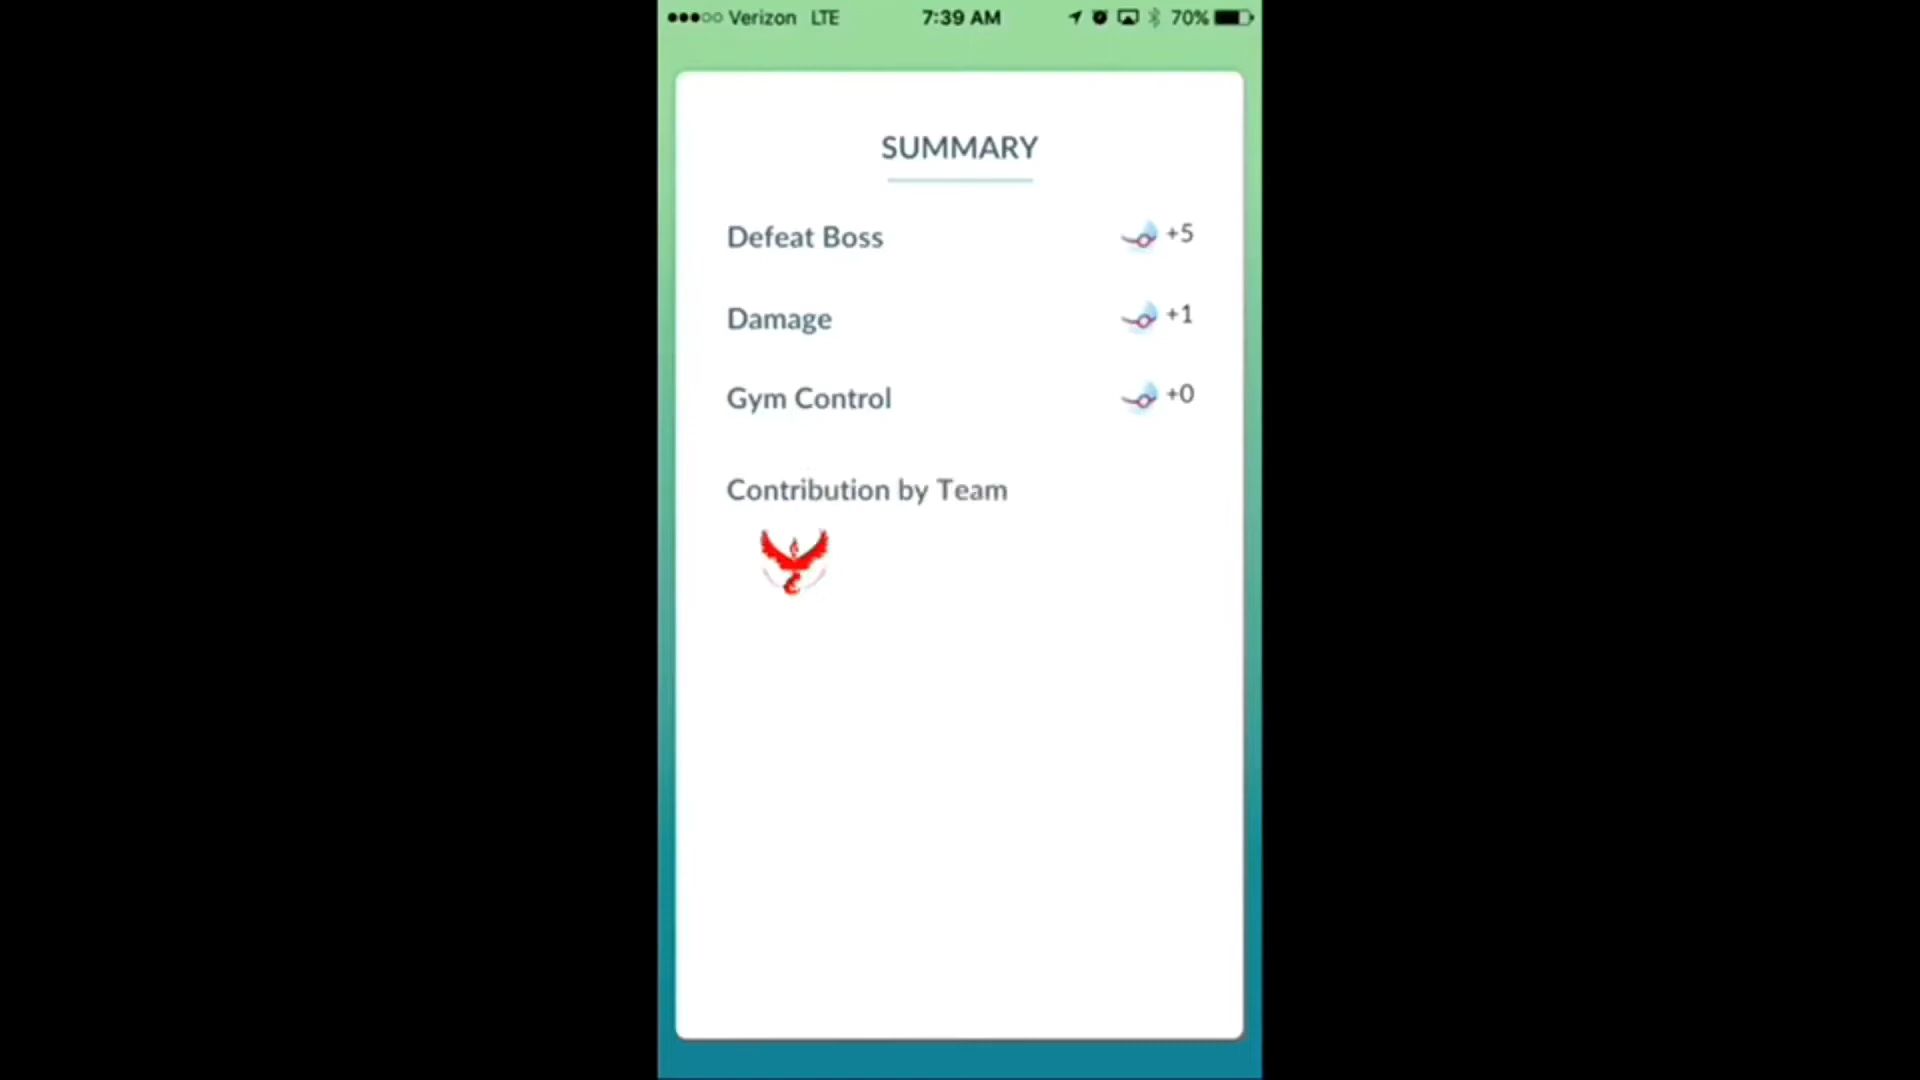 Verizon LTE 7:39 AM 70%
SUMMARY
Defeat Boss +5
Damage +1
Gym Control +0
Contribution by Team